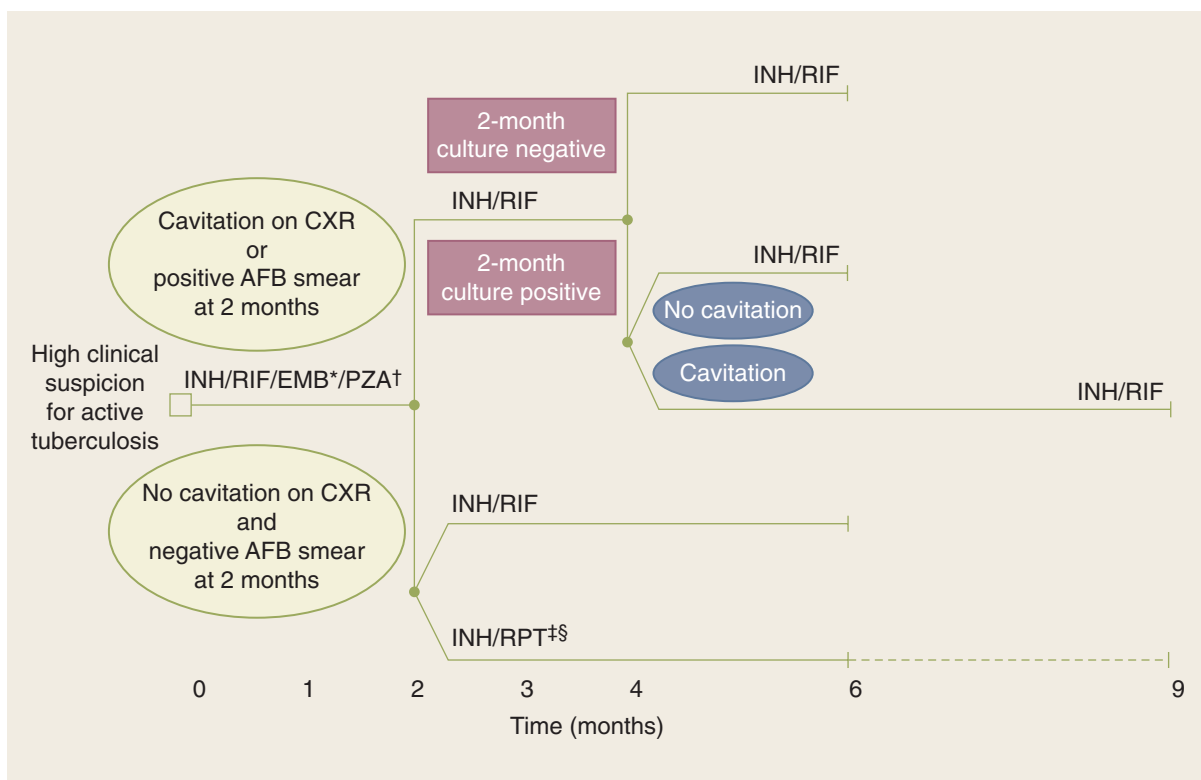 INH/RIF
2-month
culture negative
INH/RIF
Cavitation on CXR
or
positive AFB smear
at 2 months
2-month
culture positive
INH/RIF
No cavitation
Cavitation
INH/RIF
High clinical
suspicion
for active
tuberculosis
INH/RIF/EMB*/PZA†
No cavitation on CXR
and
negative AFB smear
at 2 months
INH/RIF
INH/RPT‡§
0 1 2 3 4 6 9
Time (months)